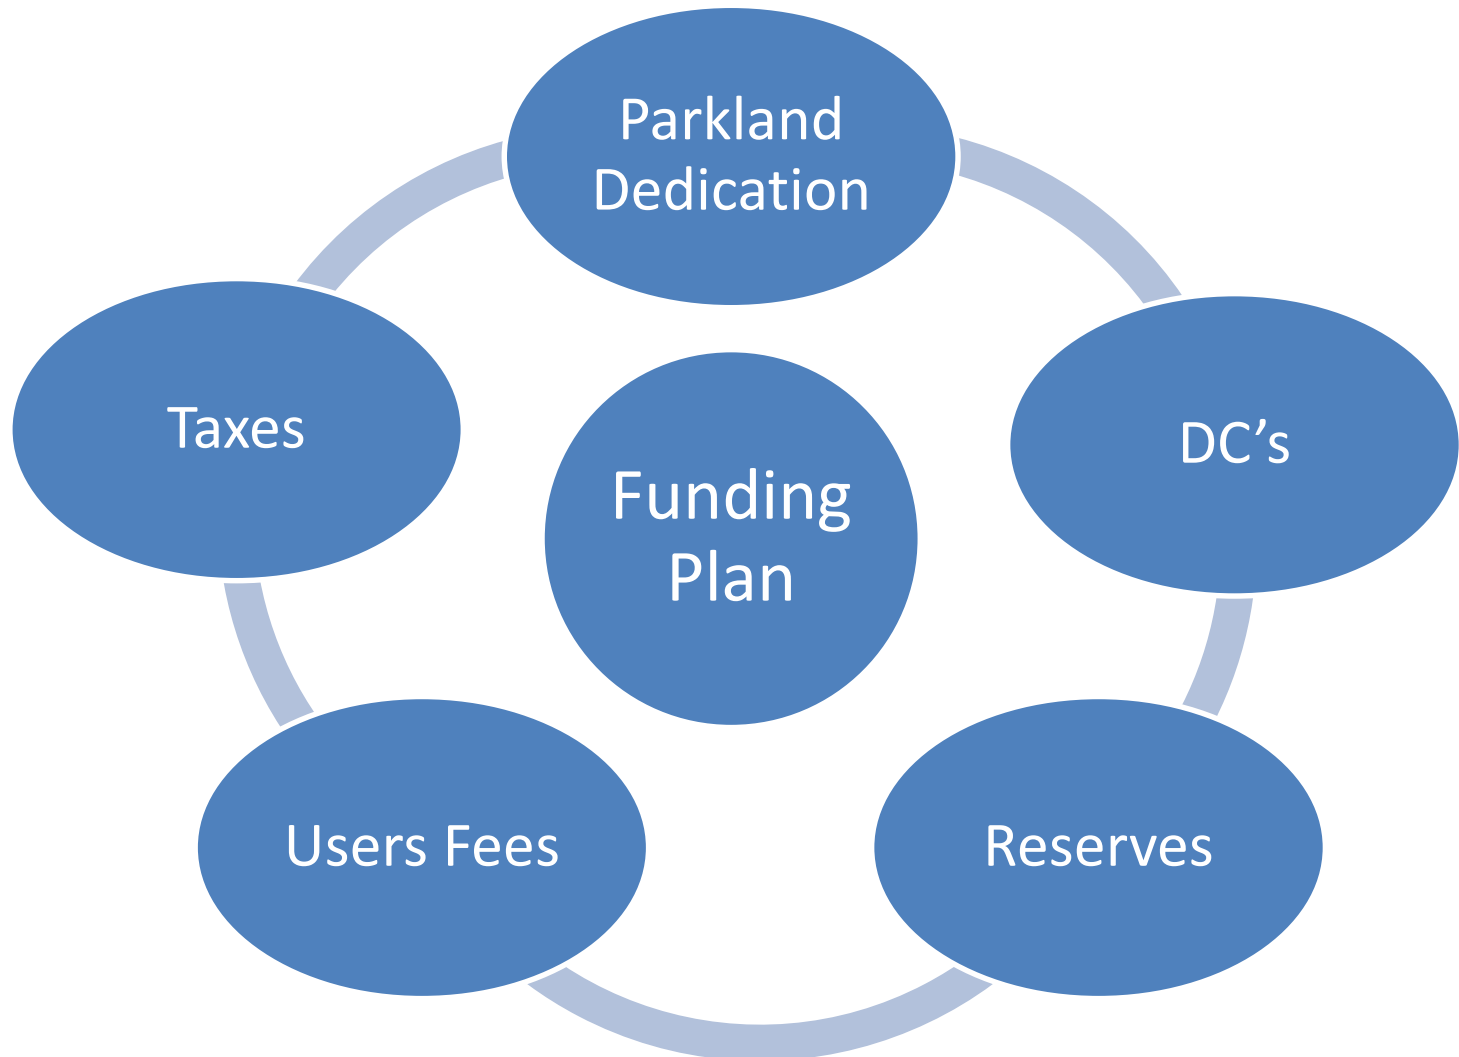 Parkland
Dedication
Taxes
DC’s
Funding
Plan
Users Fees
Reserves